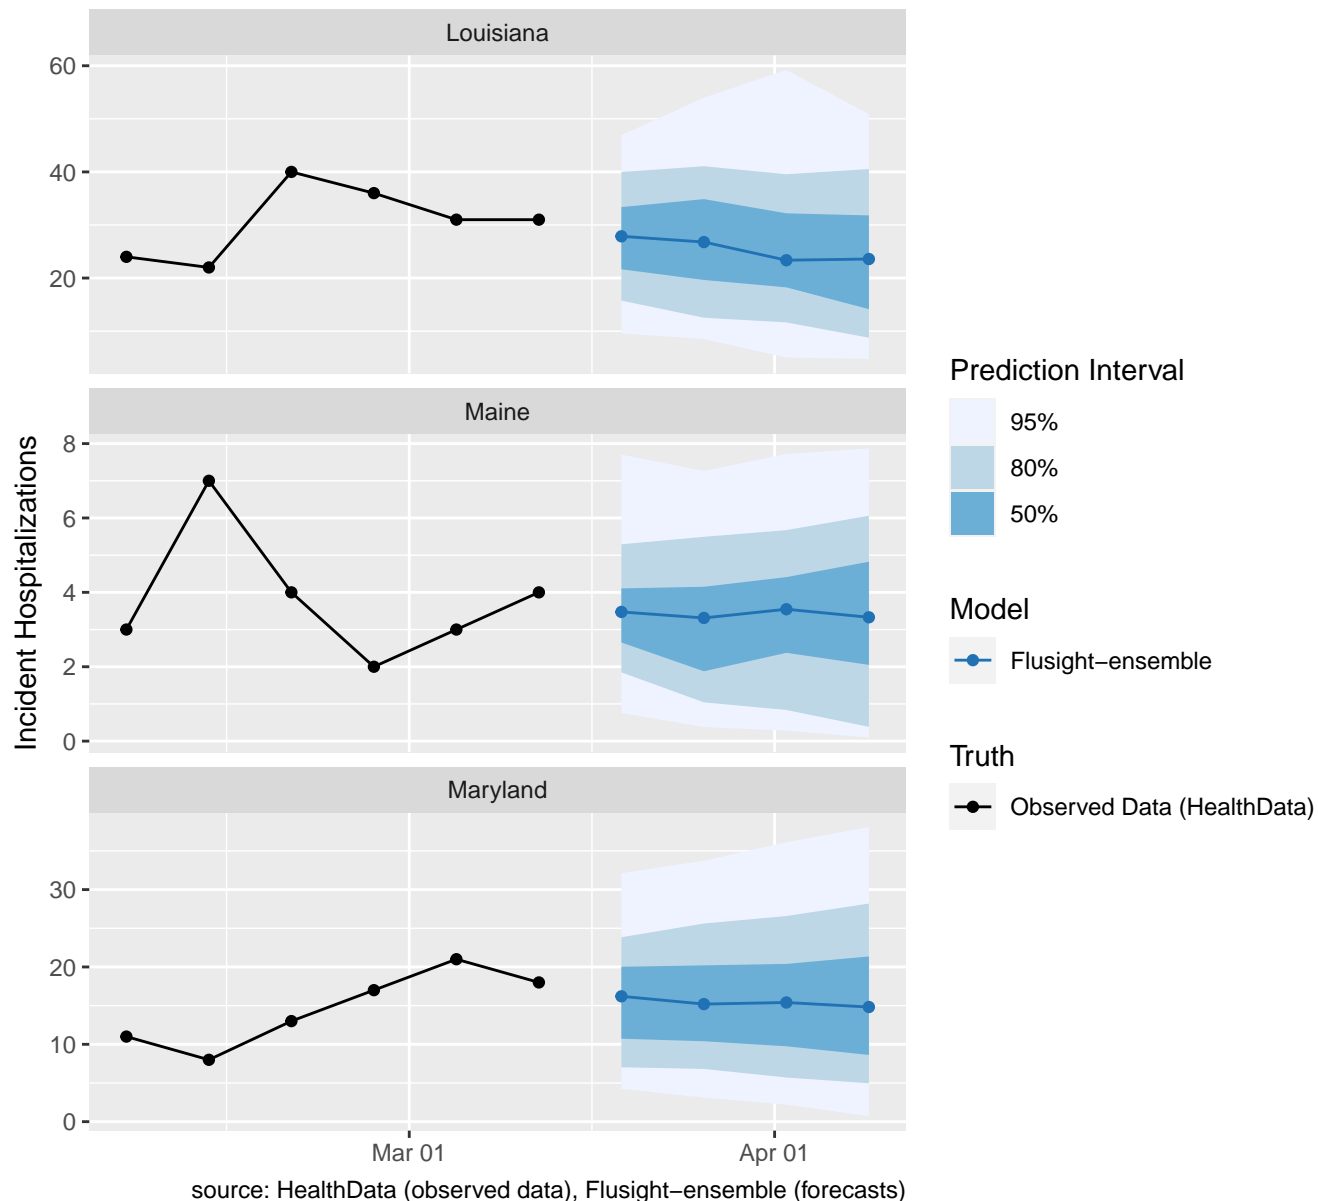 Louisiana
60
40
20
Maine
8
6
4
2
0
Maryland
30
20
10
0
Mar 01
Apr 01
Incident Hospitalizations
source: HealthData (observed data), Flusight−ensemble (forecasts)
Prediction Interval
95%
80%
50%
Model
Flusight−ensemble
Truth
Observed Data (HealthData)